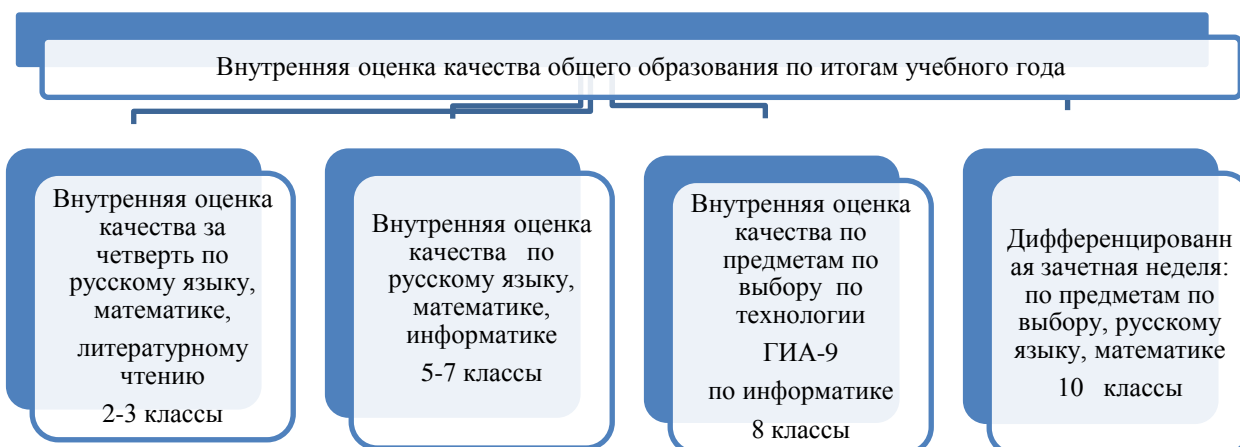 Внутренняя оценка качества общего образования по итогам учебного года
Внутренняя оценка
качества за
четверть по
русскому языку,
математике,
литературному
чтению
2-3 классы
Внутренняя оценка
качества по
русскому языку,
математике,
информатике
5-7 классы
Внутренняя оценка
качества по
предметам по
выбору по
технологии
ГИА-9
по информатике
8 классы
Дифференцированн
ая зачетная неделя:
по предметам по
выбору, русскому
языку, математике
10 классы